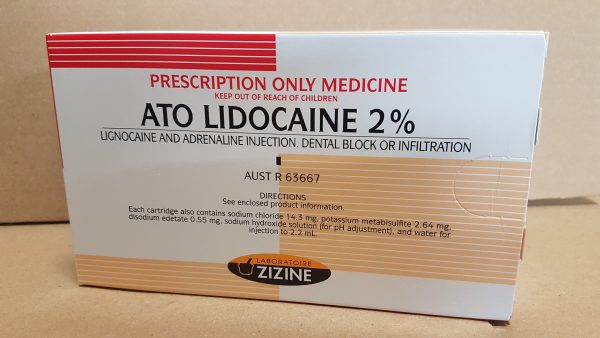 PRESCRIPTION ONLY MEDICINE
KEEP OUT OF REACH OF CHILDREN
ATO LIDOCAINE 2%
LIGNOCAINE AND ADRENALINE INJECTION. DENTAL BLOCK OR INFILTRATION
AUST R 63667
DIRECTIONS
See enclosed product information.
Each cartridge also contains sodium chloride 14.3 mg, potassium metabisulfite 2.64 mg,
disodium edetate 0.55 mg, sodium hydroxide solution (for pH adjustment), and water for
injection to 2.2 mL.
LABORATOIRE
ZIZINE